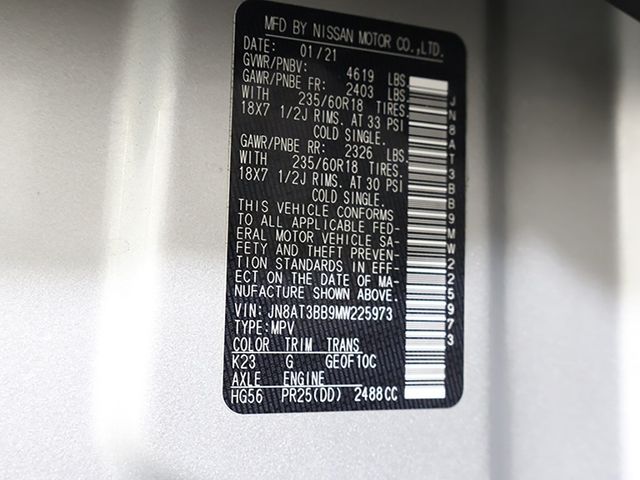 MFD BY NISSAN MOTOR CO.,LTD.
DATE: 01/21
GVWR/PNBV: 4619 LBS
GAWR/PNBE FR: 2403 LBS.
WITH 235/60R18 TIRES.
18X7 1/2J RIMS. AT 33 PSI
COLD SINGLE.
GAWR/PNBE RR: 2326 LBS.
WITH 235/60R18 TIRES.
18X7 1/2J RIMS. AT 30 PSI
COLD SINGLE.
THIS VEHICLE CONFORMS
TO ALL APPLICABLE FED-
ERAL MOTOR VEHICLE SA-
FETY AND THEFT PREVEN-
TION STANDARDS IN EFF-
ECT ON THE DATE OF MA-
NUFACTURE SHOWN ABOVE.
VIN: JN8AT3BB9MW225973
TYPE:MPV
COLOR TRIM TRANS
K23 G GEOF10C
AXLE ENGINE
HG56 PR25(DD) 2488CC
JN8AT3BB9MW225973